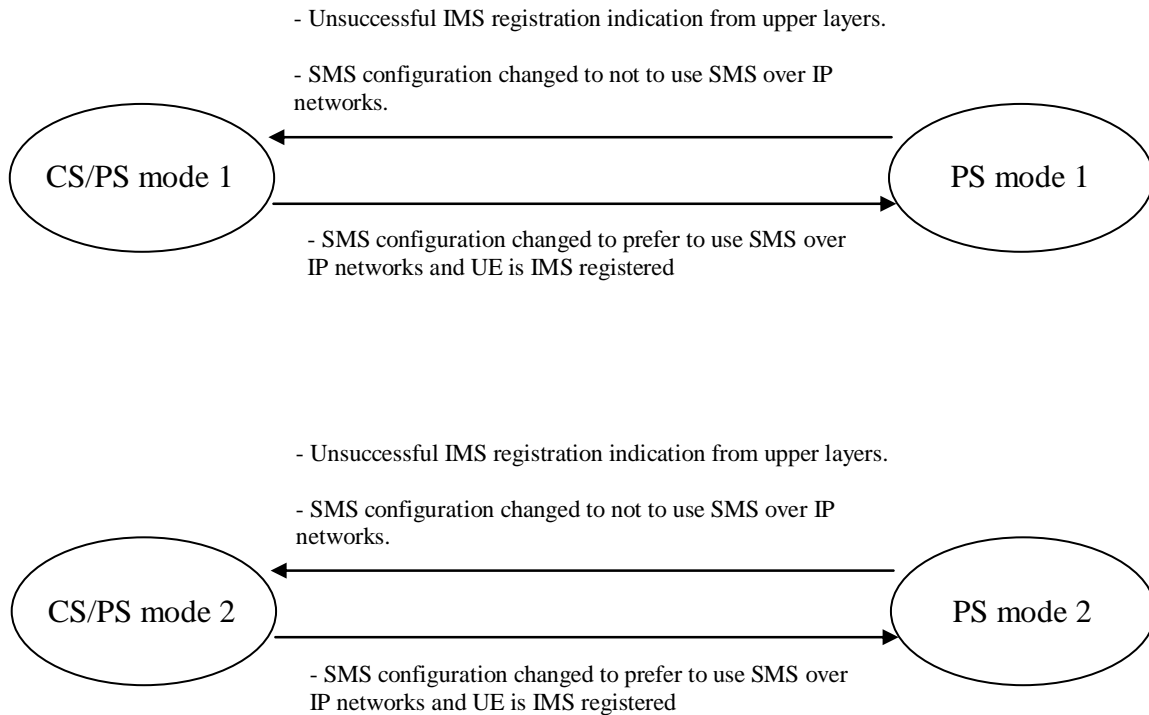 - Unsuccessful IMS registration indication from upper layers.
- SMS configuration changed to not to use SMS over IP
networks.
CS/PS mode 1
PS mode 1
- SMS configuration changed to prefer to use SMS over
IP networks and UE is IMS registered
- Unsuccessful IMS registration indication from upper layers.
- SMS configuration changed to not to use SMS over IP
networks.
CS/PS mode 2
PS mode 2
- SMS configuration changed to prefer to use SMS over
IP networks and UE is IMS registered